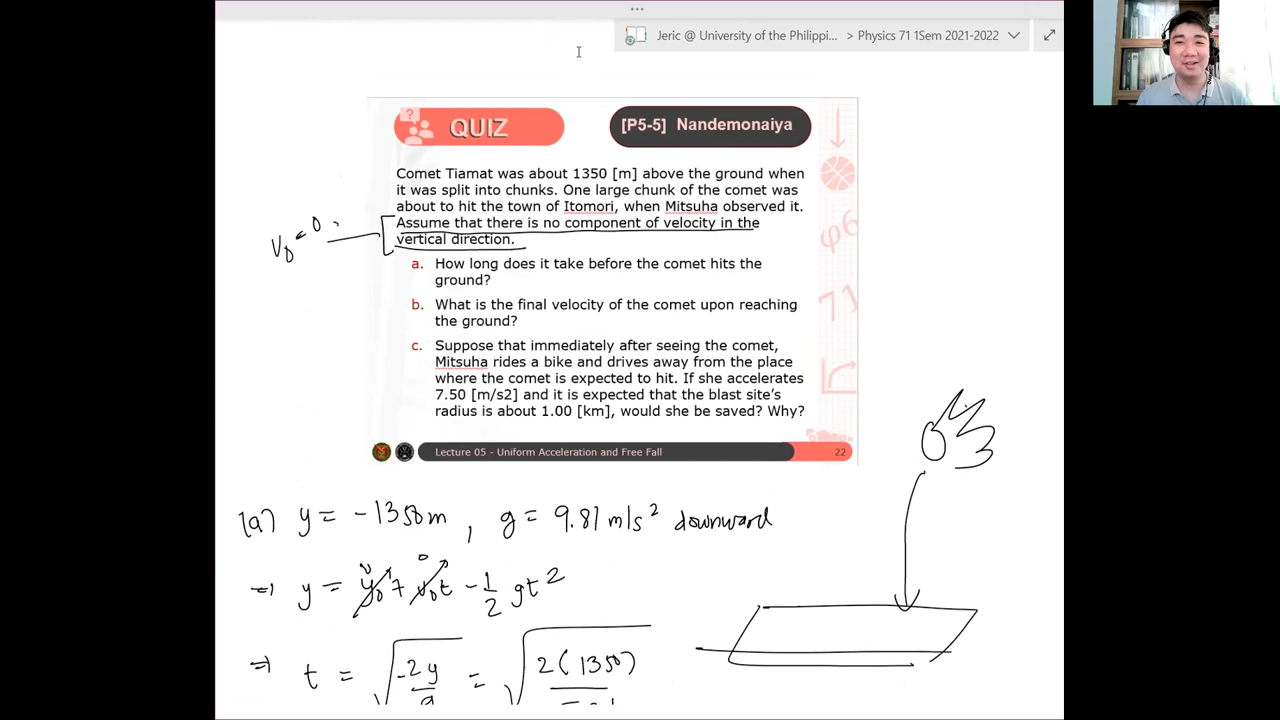 Jeric @ University of the Philippi... > Physics 71 1Sem 2021-2022
QUIZ
[P5-5] Nandemonaiya
Comet Tiamat was about 1350 [m] above the ground when
it was split into chunks. One large chunk of the comet was
about to hit the town of Itomori, when Mitsuha observed it.
Assume that there is no component of velocity in the
vertical direction.
v₀ = 0
a. How long does it take before the comet hits the
ground?
b. What is the final velocity of the comet upon reaching
the ground?
c. Suppose that immediately after seeing the comet,
Mitsuha rides a bike and drives away from the place
where the comet is expected to hit. If she accelerates
7.50 [m/s2] and it is expected that the blast site's
radius is about 1.00 [km], would she be saved? Why?
φ6
71
Lecture 05 - Uniform Acceleration and Free Fall 22
(a) y = -1350m , g = 9.81 m/s² downward
⇒ y = y₀ + v₀t - 1/2 gt²
0 0
⇒ t = √(-2y/g) = √(2(1350)